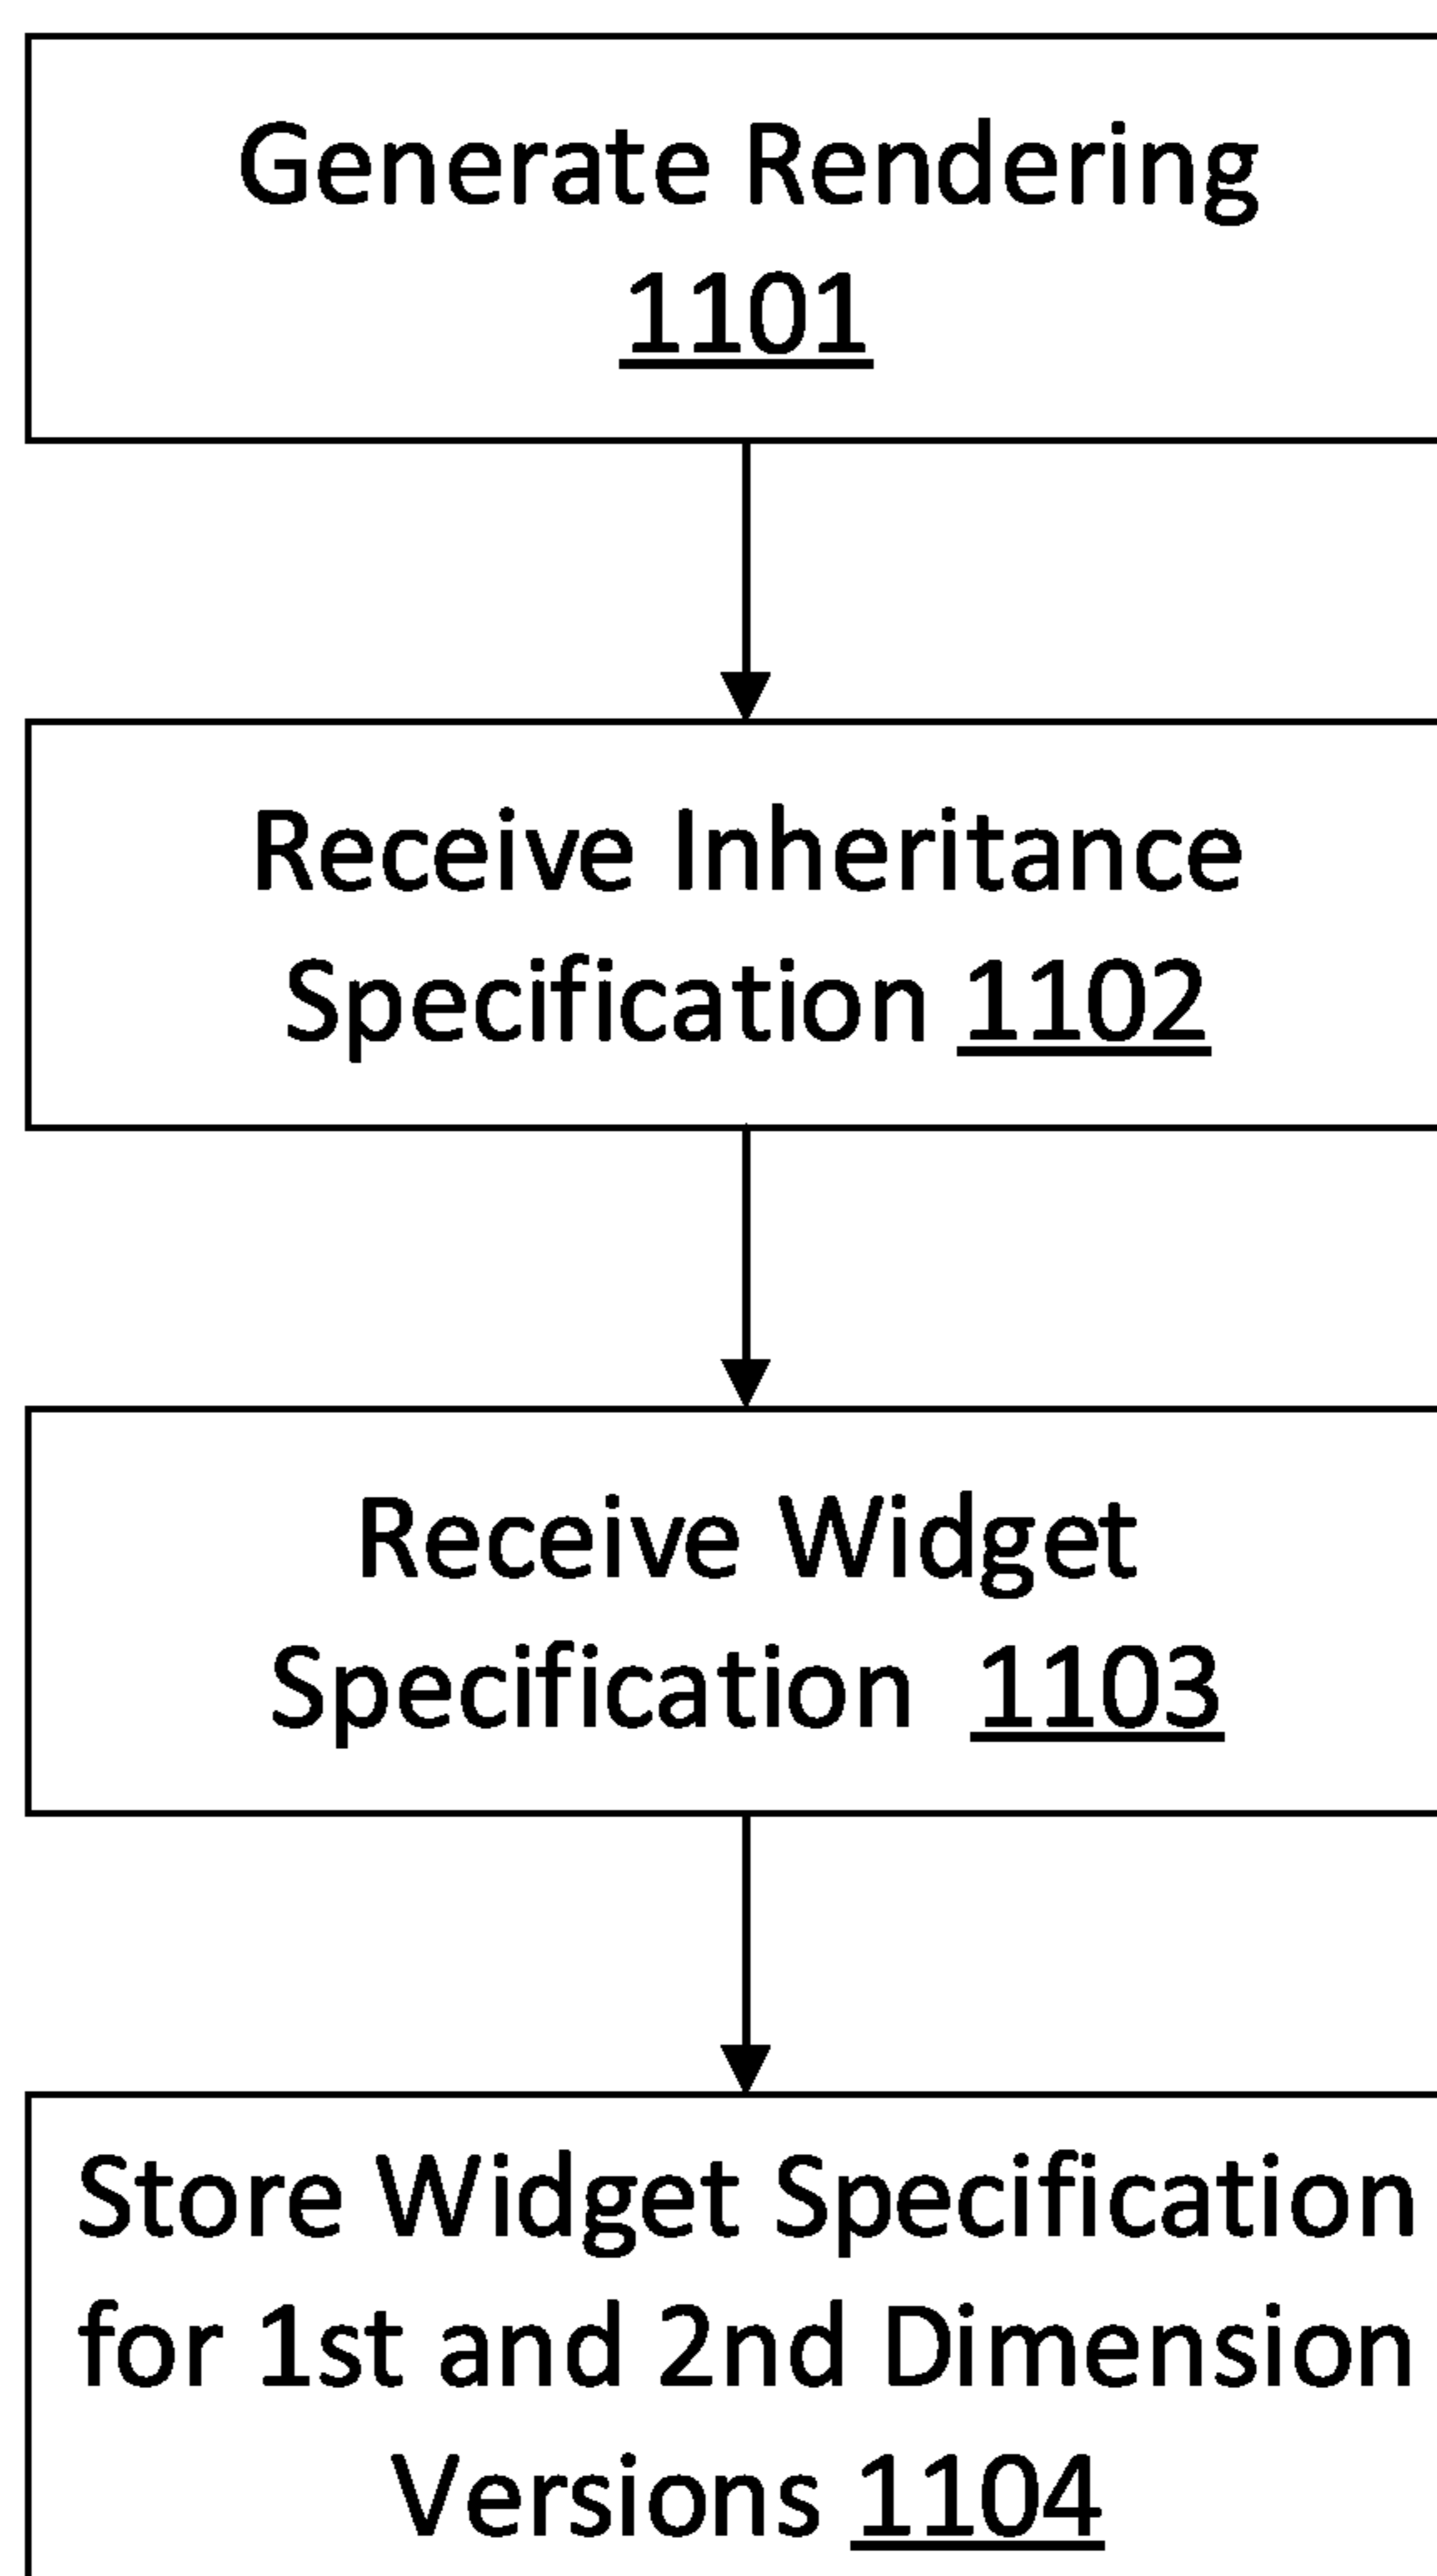 Generate Rendering
1101
Receive Inheritance
Specification 1102
Receive Widget
Specification 1103
Store Widget Specification
for 1st and 2nd Dimension
Versions 1104